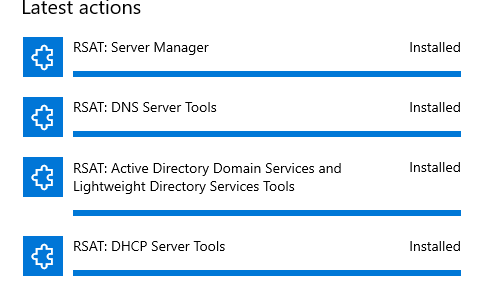 Latest actions
RSAT: Server Manager Installed
RSAT: DNS Server Tools Installed
RSAT: Active Directory Domain Services and Installed
Lightweight Directory Services Tools
RSAT: DHCP Server Tools Installed